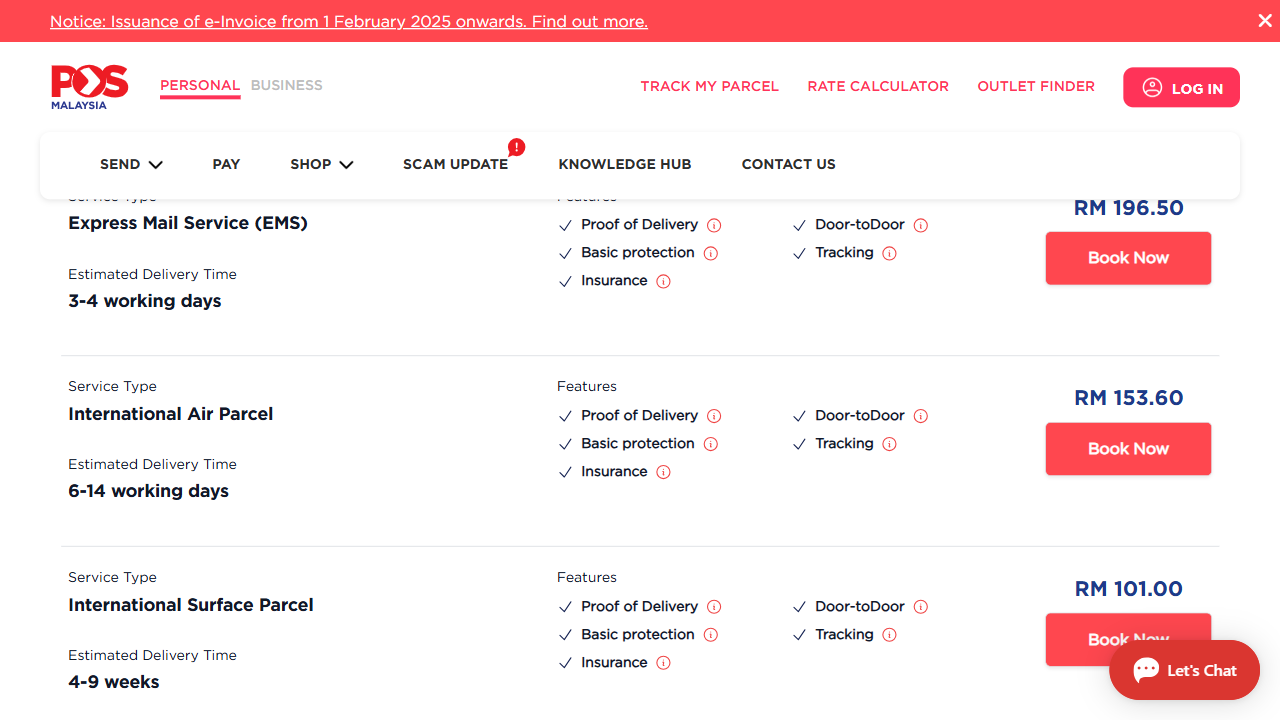 Notice: Issuance of e-Invoice from 1 February 2025 onwards. Find out more.
POS
MALAYSIA
PERSONAL BUSINESS
TRACK MY PARCEL RATE CALCULATOR OUTLET FINDER LOG IN
SEND PAY SHOP SCAM UPDATE KNOWLEDGE HUB CONTACT US
Service Type
Express Mail Service (EMS)
Estimated Delivery Time
3-4 working days
Features
Proof of Delivery Door-toDoor
Basic protection Tracking
Insurance
RM 196.50
Book Now
Service Type
International Air Parcel
Estimated Delivery Time
6-14 working days
Features
Proof of Delivery Door-toDoor
Basic protection Tracking
Insurance
RM 153.60
Book Now
Service Type
International Surface Parcel
Estimated Delivery Time
4-9 weeks
Features
Proof of Delivery Door-toDoor
Basic protection Tracking
Insurance
RM 101.00
Book Now
Let's Chat